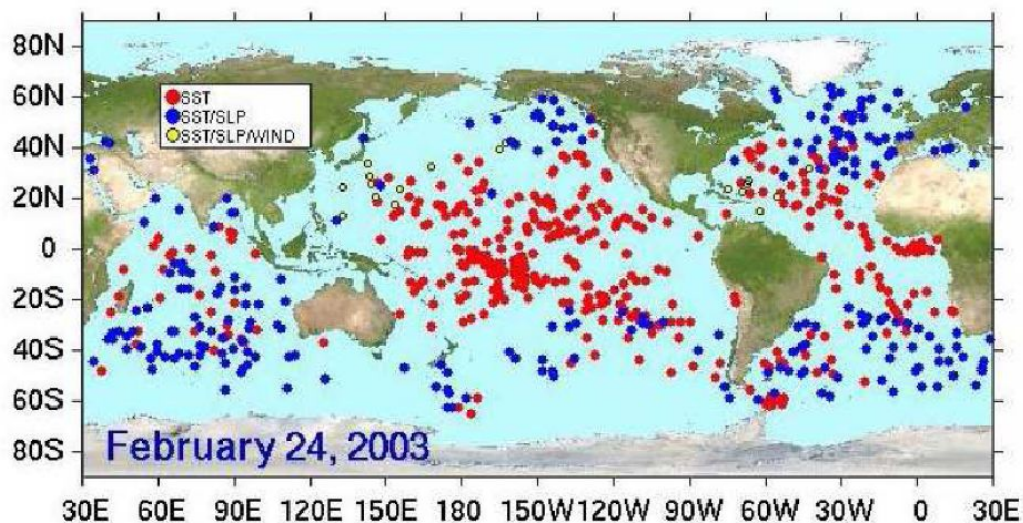 80N
60N
40N
20N
0
20S
40S
60S
80S
SST
SST/SLP
SST/SLP/WIND
February 24, 2003
30E 60E 90E 120E 150E 180 150W 120W 90W 60W 30W 0 30E